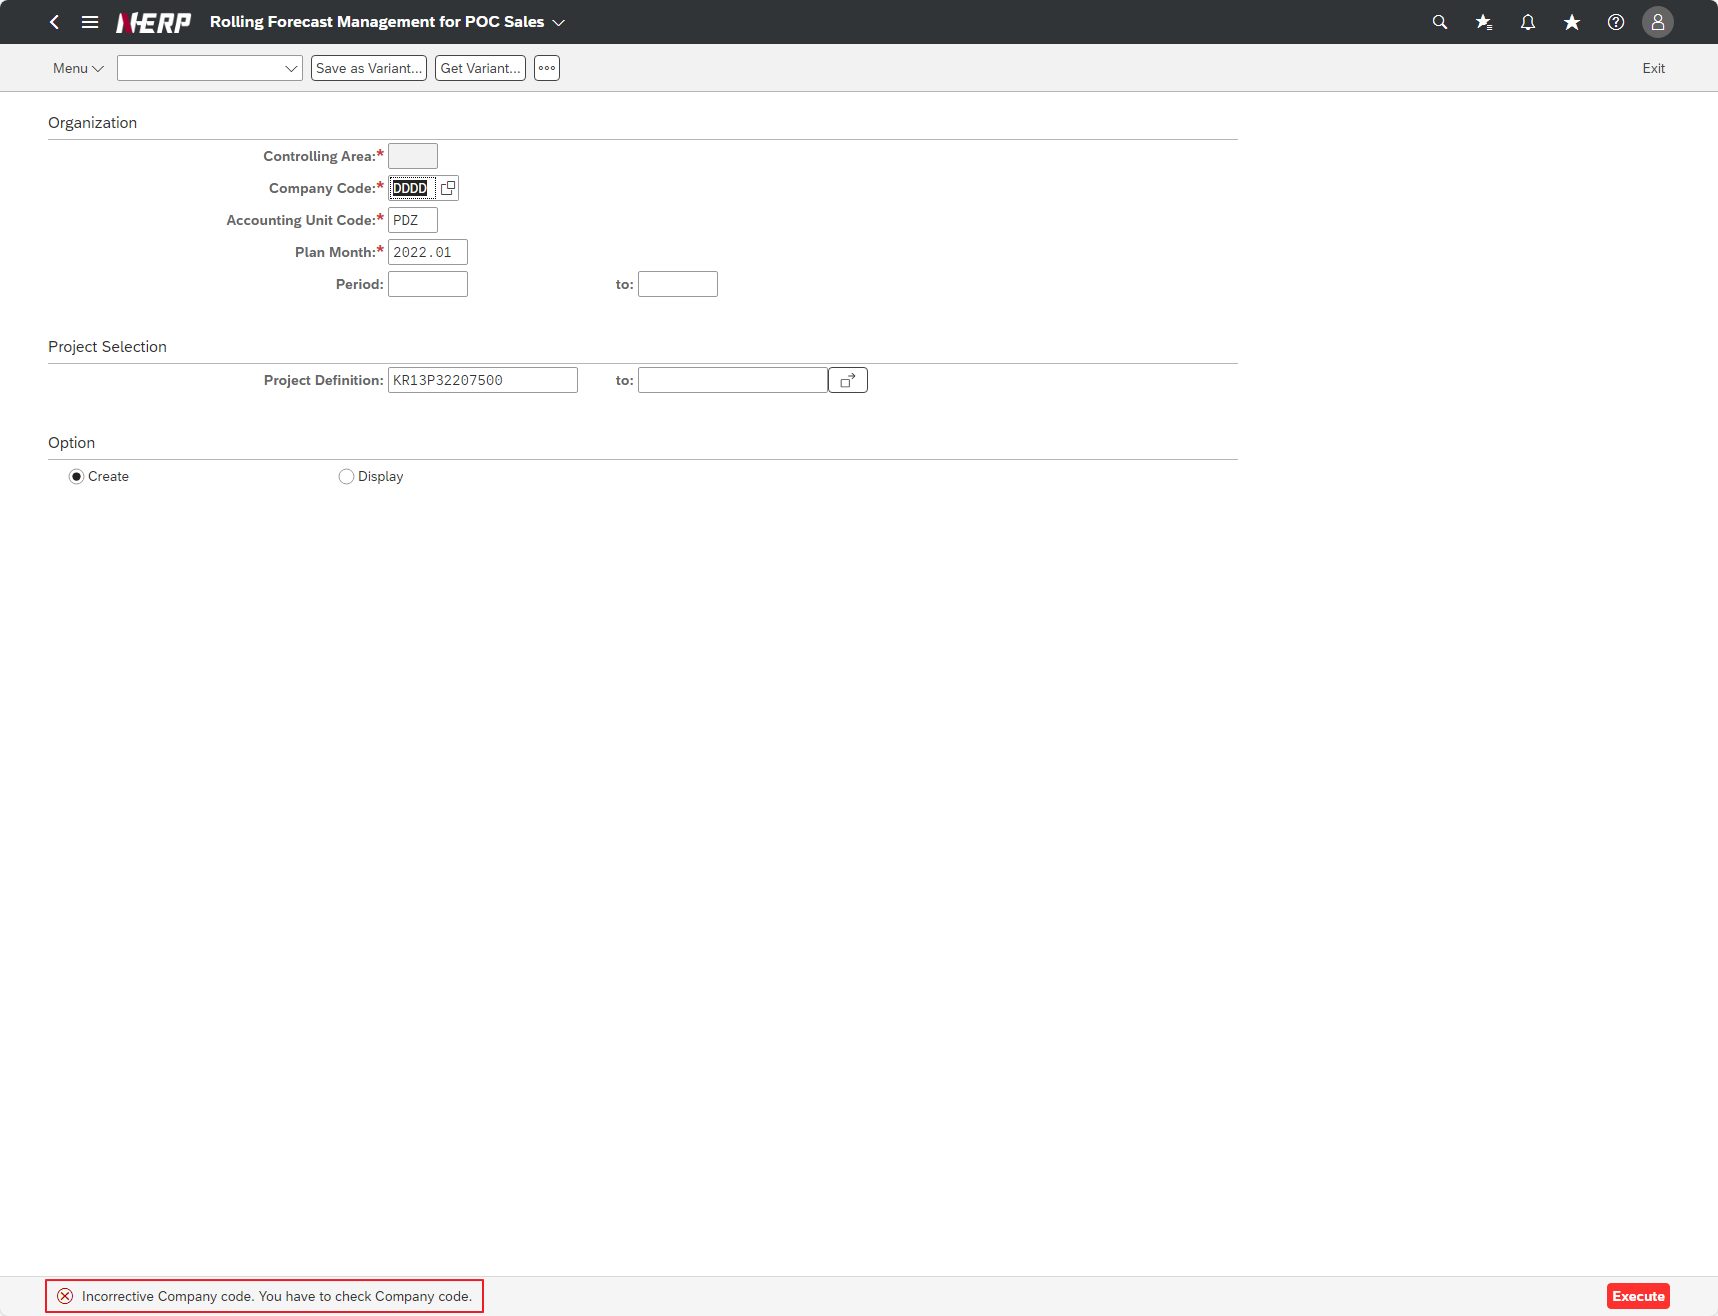 NERP Rolling Forecast Management for POC Sales
Menu Save as Variant... Get Variant... Exit
Organization
Controlling Area:*
Company Code:* DDDD
Accounting Unit Code:* PDZ
Plan Month:* 2022.01
Period: to:
Project Selection
Project Definition: KR13P32207500 to:
Option
Create Display
Incorrective Company code. You have to check Company code. Execute